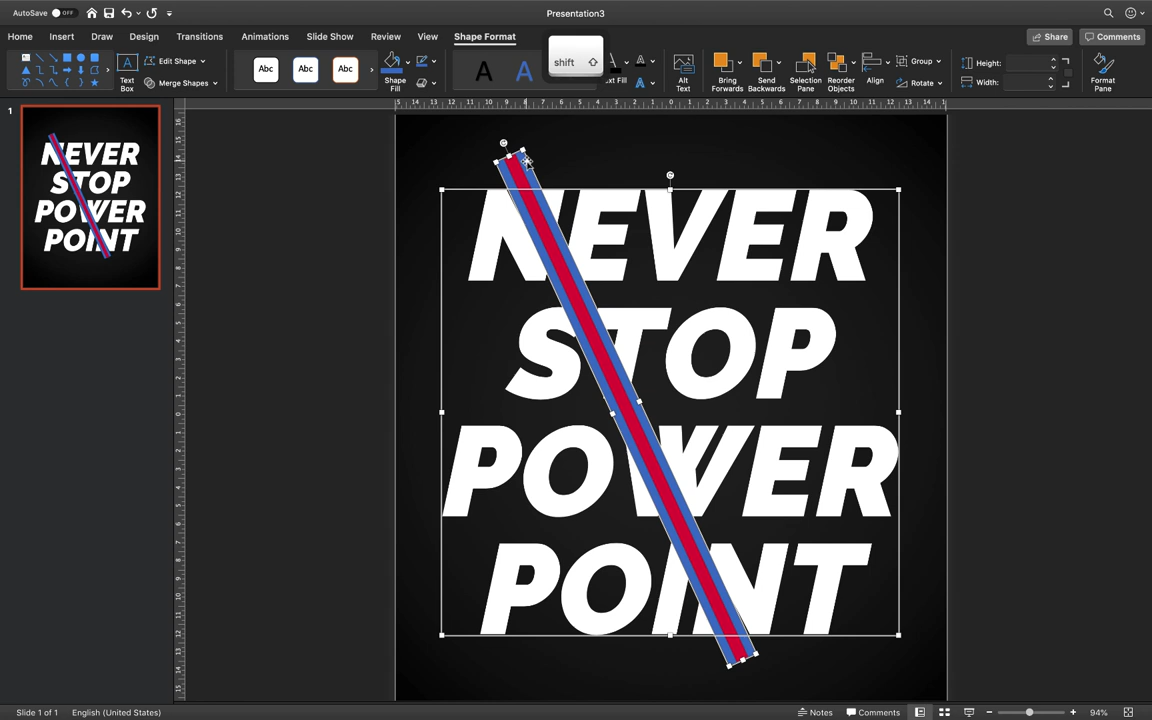 AutoSave OFF
Presentation3
Home Insert Draw Design Transitions Animations Slide Show Review View Shape Format
Share Comments
shift
Text Box
Edit Shape
Merge Shapes
Abc Abc Abc
Shape Fill
A A
Alt Text
Bring Forwards
Send Backwards
Selection Pane
Reorder Objects
Align
Group
Rotate
Height:
Width:
Format Pane
1
NEVER
STOP
POWER
POINT
NEVER
STOP
POWER
POINT
Slide 1 of 1 English (United States)
Notes Comments 94%